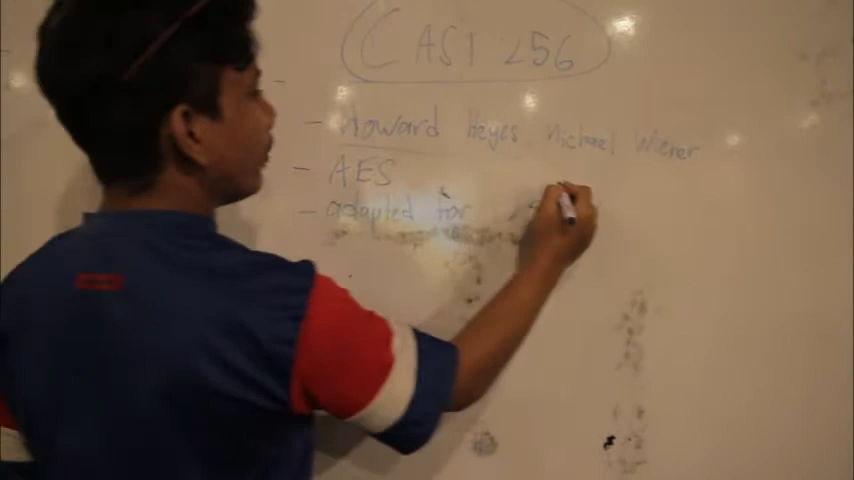 CAST 256
- Howard Heyes Michael Wiener
- AES
- adapted for